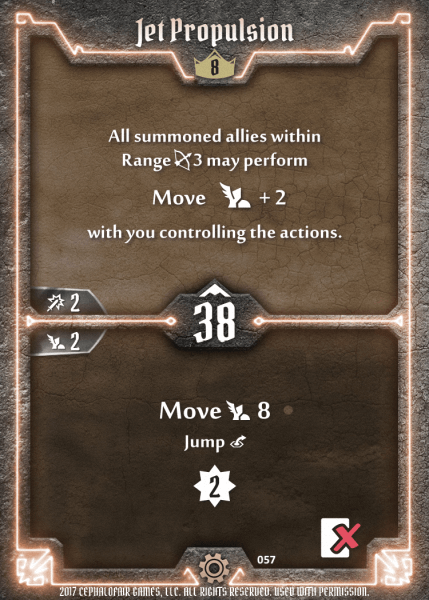 Jet Propulsion
8
All summoned allies within
Range 3 may perform
Move + 2
with you controlling the actions.
2
38
2
Move 8
Jump
2
057
2017 CEPHALOFAIR GAMES, LLC. ALL RIGHTS RESERVED. USED WITH PERMISSION.